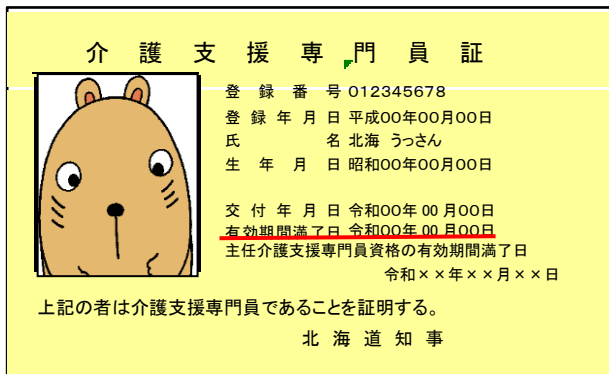 介護支援専門員証
登録番号 012345678
登録年月日 平成00年00月00日
氏名 北海 うっさん
生年月日 昭和00年00月00日
交付年月日 令和00年 00 月00日
有効期間満了日 令和00年 00 月00日
主任介護支援専門員資格の有効期間満了日
令和××年××月××日
上記の者は介護支援専門員であることを証明する。
北海道知事